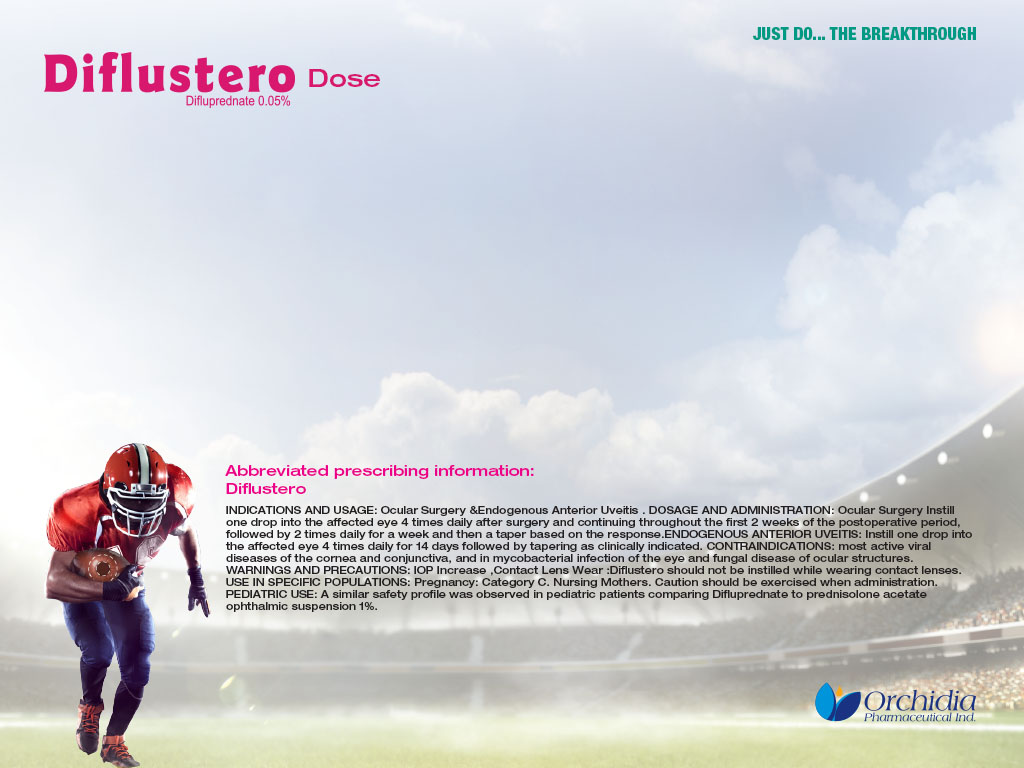 JUST DO... THE BREAKTHROUGH
Diflustero Dose
Difluprednate 0.05%
Abbreviated prescribing information:
Diflustero
INDICATIONS AND USAGE: Ocular Surgery &Endogenous Anterior Uveitis . DOSAGE AND ADMINISTRATION: Ocular Surgery Instill
one drop into the affected eye 4 times daily after surgery and continuing throughout the first 2 weeks of the postoperative period,
followed by 2 times daily for a week and then a taper based on the response.ENDOGENOUS ANTERIOR UVEITIS: Instill one drop into
the affected eye 4 times daily for 14 days followed by tapering as clinically indicated. CONTRAINDICATIONS: most active viral
diseases of the cornea and conjunctiva, and in mycobacterial infection of the eye and fungal disease of ocular structures.
WARNINGS AND PRECAUTIONS: IOP Increase ,Contact Lens Wear :Diflustero should not be instilled while wearing contact lenses.
USE IN SPECIFIC POPULATIONS: Pregnancy: Category C. Nursing Mothers. Caution should be exercised when administration.
PEDIATRIC USE: A similar safety profile was observed in pediatric patients comparing Difluprednate to prednisolone acetate
ophthalmic suspension 1%.
Orchidia
Pharmaceutical Ind.